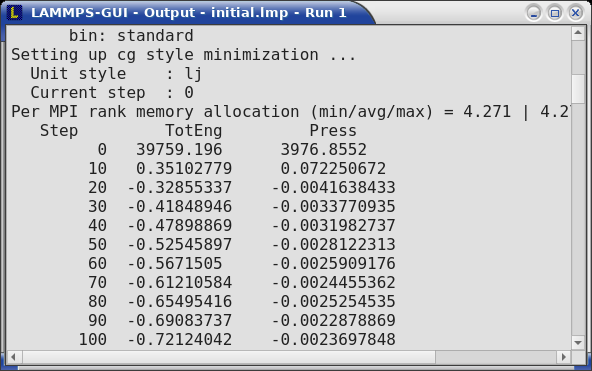 LAMMPS-GUI - Output - initial.lmp - Run 1
bin: standard
Setting up cg style minimization ...
Unit style    : lj
Current step  : 0
Per MPI rank memory allocation (min/avg/max) = 4.271 | 4.2
Step          TotEng         Press
0   39759.196      3976.8552
10   0.35102779     0.072250672
20  -0.32855337    -0.0041638433
30  -0.41848946    -0.0033770935
40  -0.47898869    -0.0031982737
50  -0.52545897    -0.0028122313
60  -0.5671505     -0.0025909176
70  -0.61210584    -0.0024455362
80  -0.65495416    -0.0025254535
90  -0.69083737    -0.0022878869
100  -0.72124042    -0.0023697848